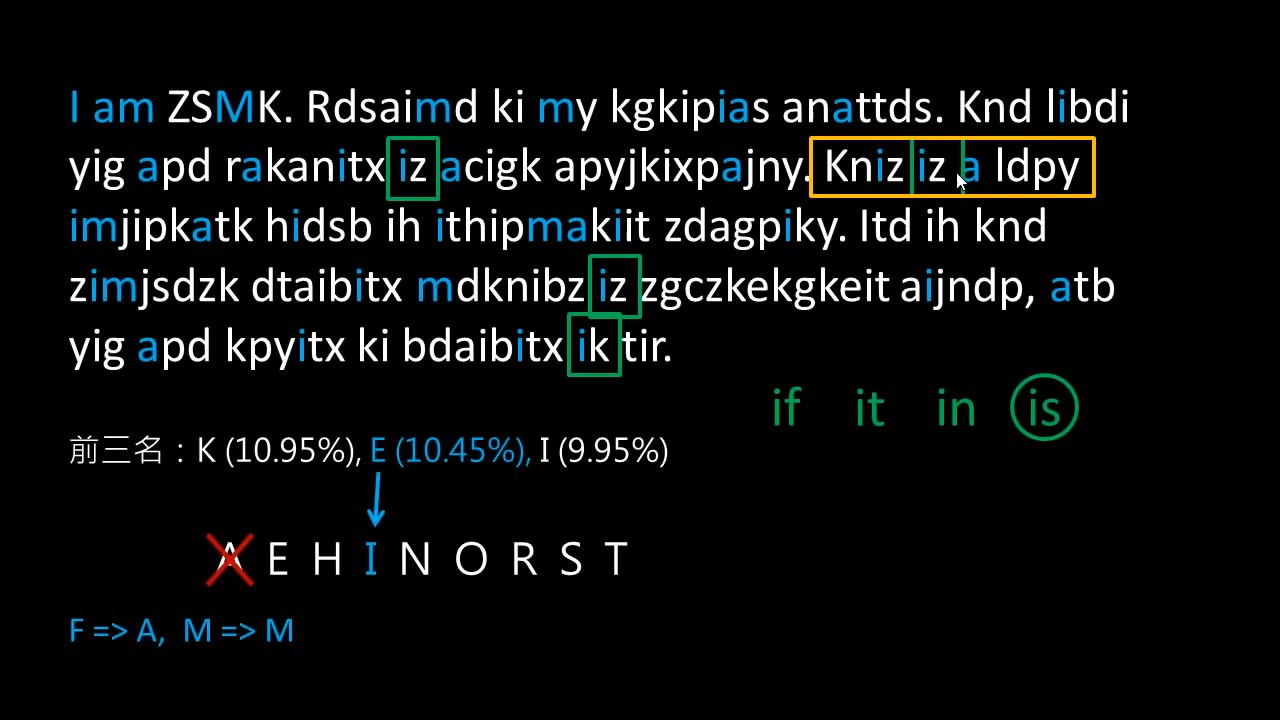 I am ZSMK. Rdsaimd ki my kgkipias anattds. Knd libdi
yig apd rakanitx iz acigk apyjkixpajny. Kniz iz a ldpy
imjipkatk hidsb ih ithipmakiit zdagpiky. Itd ih knd
zimjsdzk dtaibitx mdknibz iz zgczkekgkeit aijndp, atb
yig apd kpyitx ki bdaibitx ik tir.
if it in is
前三名：K (10.95%), E (10.45%), I (9.95%)
A E H I N O R S T
F => A, M => M